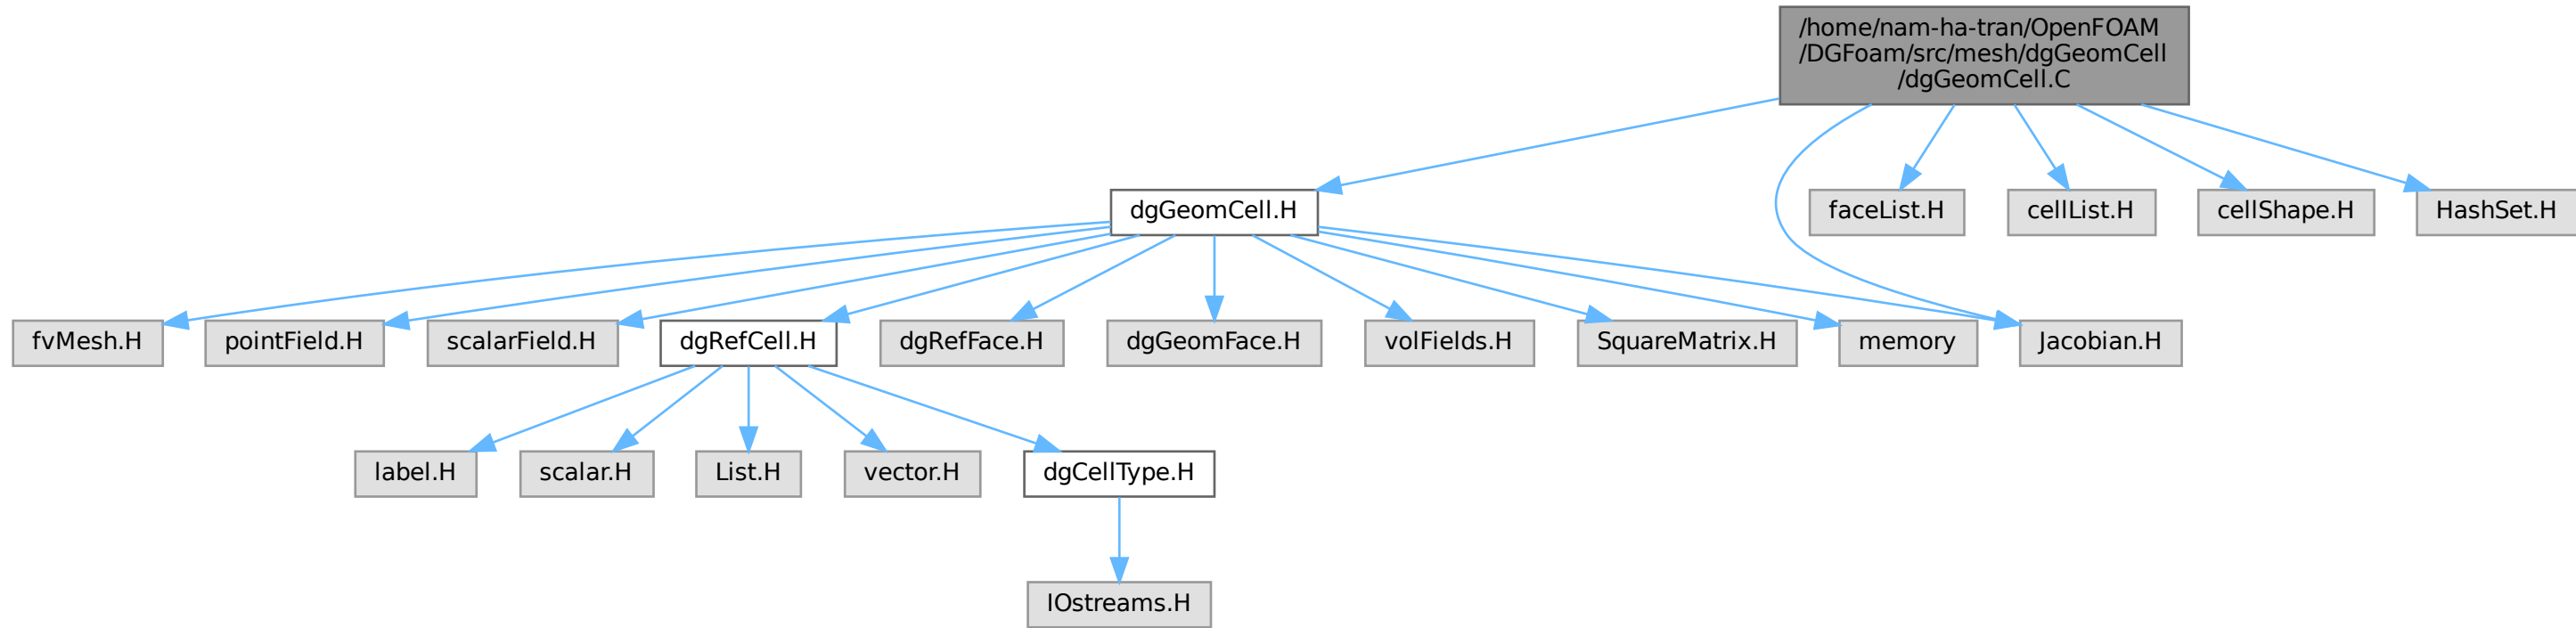 /home/nam-ha-tran/OpenFOAM
/DGFoam/src/mesh/dgGeomCell
/dgGeomCell.C
dgGeomCell.H
faceList.H
cellList.H
cellShape.H
HashSet.H
fvMesh.H
pointField.H
scalarField.H
dgRefCell.H
dgRefFace.H
dgGeomFace.H
volFields.H
SquareMatrix.H
memory
Jacobian.H
label.H
scalar.H
List.H
vector.H
dgCellType.H
IOstreams.H